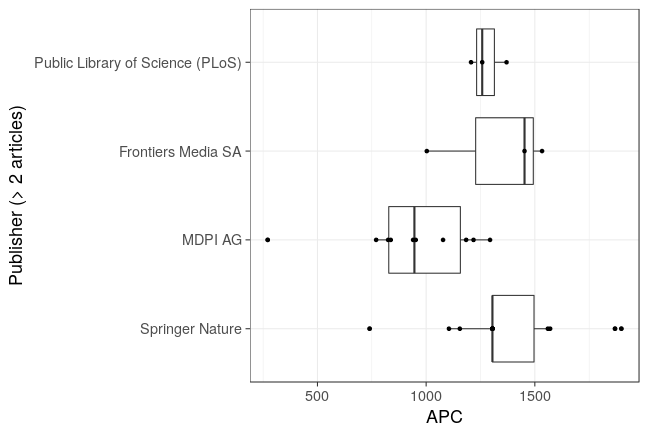 Publisher (> 2 articles)
Public Library of Science (PLoS)
Frontiers Media SA
MDPI AG
Springer Nature
500 1000 1500
APC